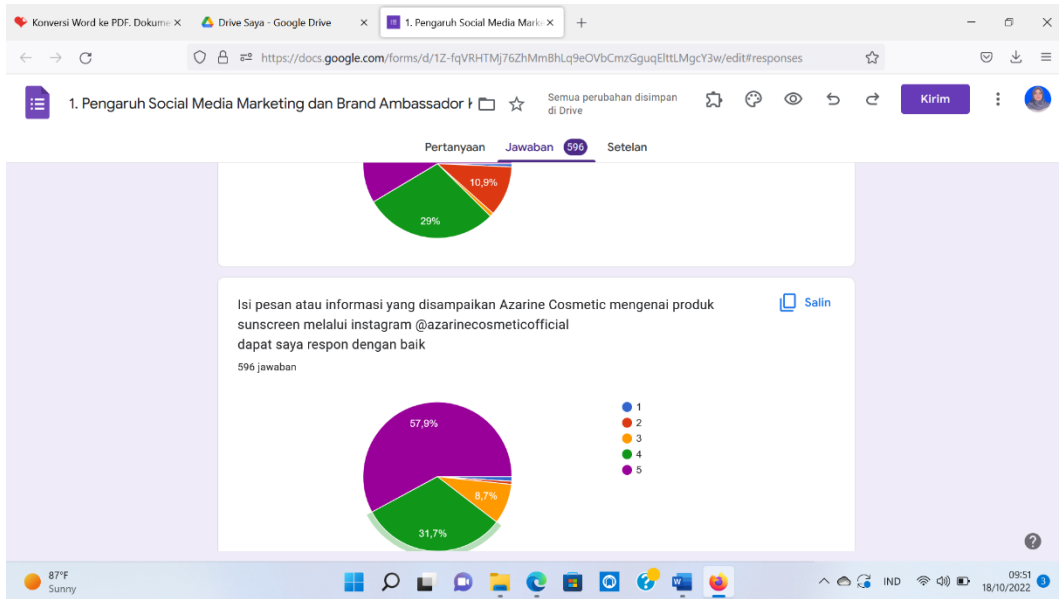 Konversi Word ke PDF. Dokume
Drive Saya - Google Drive
1. Pengaruh Social Media Marke
https://docs.google.com/forms/d/1Z-fqVRHTMj76ZhMmBhLq9eOVbCmzGguqElttLMgcY3w/edit#responses
1. Pengaruh Social Media Marketing dan Brand Ambassador
Semua perubahan disimpan
di Drive
Kirim
Pertanyaan Jawaban 596 Setelan
10,9%
29%
Isi pesan atau informasi yang disampaikan Azarine Cosmetic mengenai produk
sunscreen melalui instagram @azarinecosmeticofficial
dapat saya respon dengan baik
Salin
596 jawaban
57,9%
8,7%
31,7%
1
2
3
4
5
87°F
Sunny
IND
09:51
18/10/2022
3